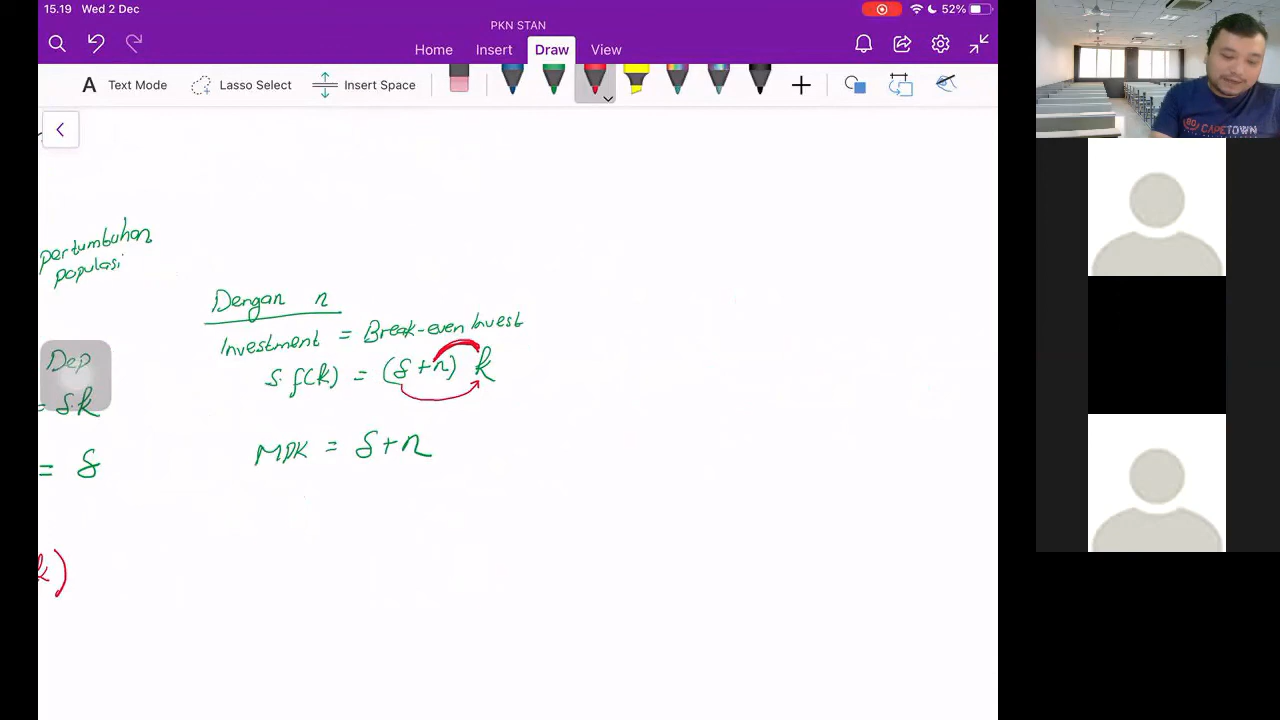 15.19 Wed 2 Dec
52%
PKN STAN
Home Insert Draw View
Text Mode Lasso Select Insert Space
CAPETOWN
pertumbuhan
populasi
Dengan n
Investment = Break-even Invest
s.f(k) = (δ+n) k
MPK = δ+n
Dep
= δk
= δ
k)